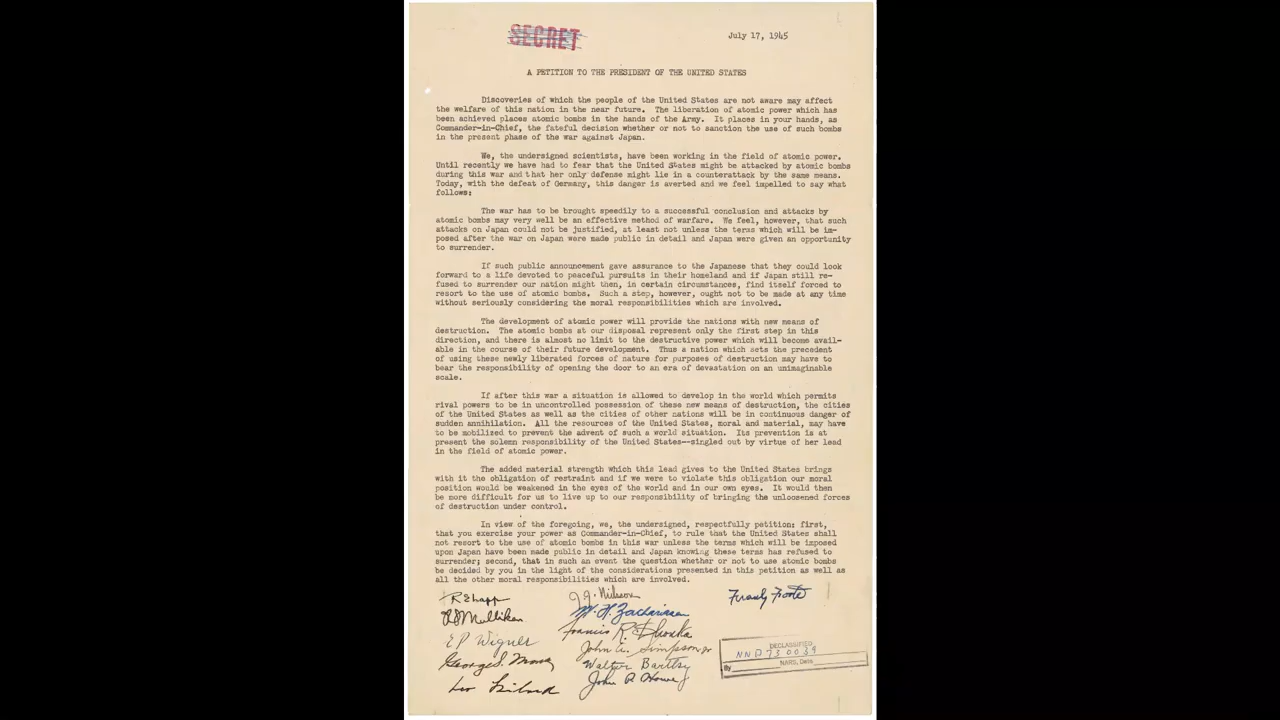 SECRET
July 17, 1945
A PETITION TO THE PRESIDENT OF THE UNITED STATES
Discoveries of which the people of the United States are not aware may affect
the welfare of this nation in the near future. The liberation of atomic power which has
been achieved places atomic bombs in the hands of the Army. It places in your hands, as
Commander-in-Chief, the fateful decision whether or not to sanction the use of such bombs
in the present phase of the war against Japan.
We, the undersigned scientists, have been working in the field of atomic power.
Until recently we have had to fear that the United States might be attacked by atomic bombs
during this war and that her only defense might lie in a counterattack by the same means.
Today, with the defeat of Germany, this danger is averted and we feel impelled to say what
follows:
The war has to be brought speedily to a successful conclusion and attacks by
atomic bombs may very well be an effective method of warfare. We feel, however, that such
attacks on Japan could not be justified, at least not unless the terms which will be im-
posed after the war on Japan were made public in detail and Japan were given an opportunity
to surrender.
If such public announcement gave assurance to the Japanese that they could look
forward to a life devoted to peaceful pursuits in their homeland and if Japan still re-
fused to surrender our nation might then, in certain circumstances, find itself forced to
resort to the use of atomic bombs. Such a step, however, ought not to be made at any time
without seriously considering the moral responsibilities which are involved.
The development of atomic power will provide the nations with new means of
destruction. The atomic bombs at our disposal represent only the first step in this
direction, and there is almost no limit to the destructive power which will become avail-
able in the course of their future development. Thus a nation which sets the precedent
of using these newly liberated forces of nature for purposes of destruction may have to
bear the responsibility of opening the door to an era of devastation on an unimaginable
scale.
If after this war a situation is allowed to develop in the world which permits
rival powers to be in uncontrolled possession of these new means of destruction, the cities
of the United States as well as the cities of other nations will be in continuous danger of
sudden annihilation. All the resources of the United States, moral and material, may have
to be mobilized to prevent the advent of such a world situation. Its prevention is at
present the solemn responsibility of the United States--singled out by virtue of her lead
in the field of atomic power.
The added material strength which this lead gives to the United States brings
with it the obligation of restraint and if we were to violate this obligation our moral
position would be weakened in the eyes of the world and in our own eyes. It would then
be more difficult for us to live up to our responsibility of bringing the unloosened forces
of destruction under control.
In view of the foregoing, we, the undersigned, respectfully petition: first,
that you exercise your power as Commander-in-Chief, to rule that the United States shall
not resort to the use of atomic bombs in this war unless the terms which will be imposed
upon Japan have been made public in detail and Japan knowing these terms has refused to
surrender; second, that in such an event the question whether or not to use atomic bombs
be decided by you in the light of the considerations presented in this petition as well as
all the other moral responsibilities which are involved.
R E Lapp
R S Mulliken
E P Wigner
George S. Monk
Leo Szilard
J. J. Nickson
W. H. Zachariasen
Francis R.
John A. Simpson jr
Walter Bartky
John P. Howe
Frank Foote
DECLASSIFIED
NND 730039
By NARS, Date